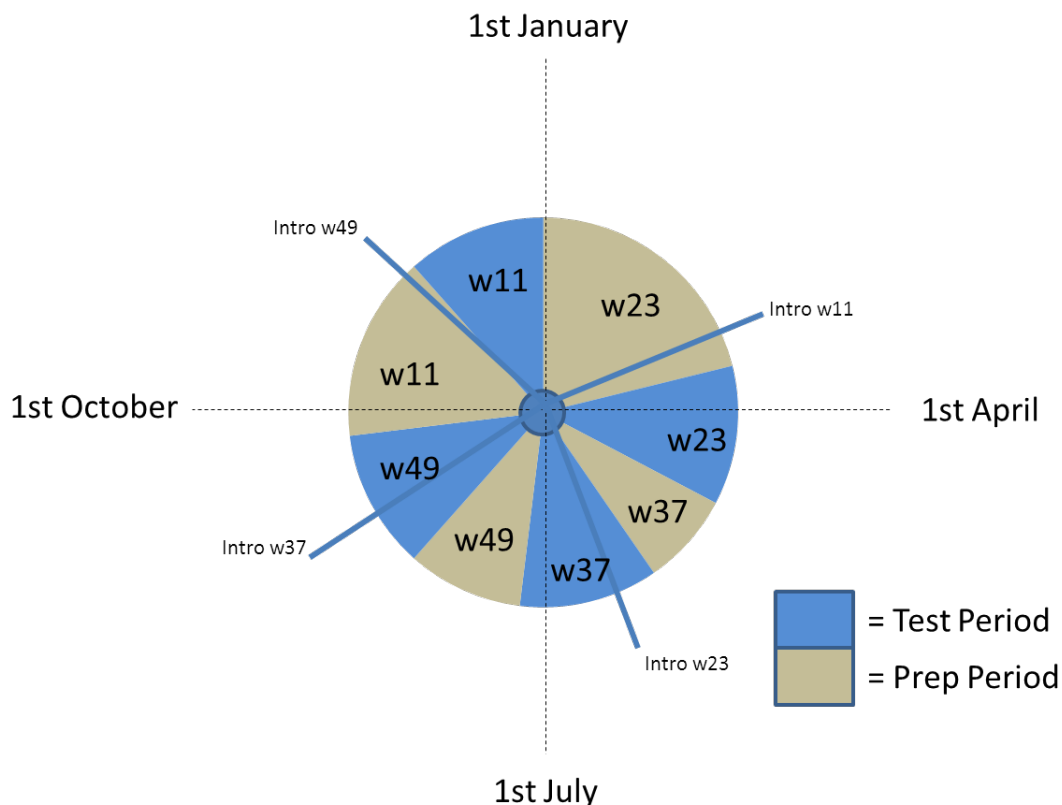 1st January
Intro w49
w11
w23
Intro w11
w11
1st October
1st April
w23
w49
w37
Intro w37
w49
w37
= Test Period
Intro w23
= Prep Period
1st July